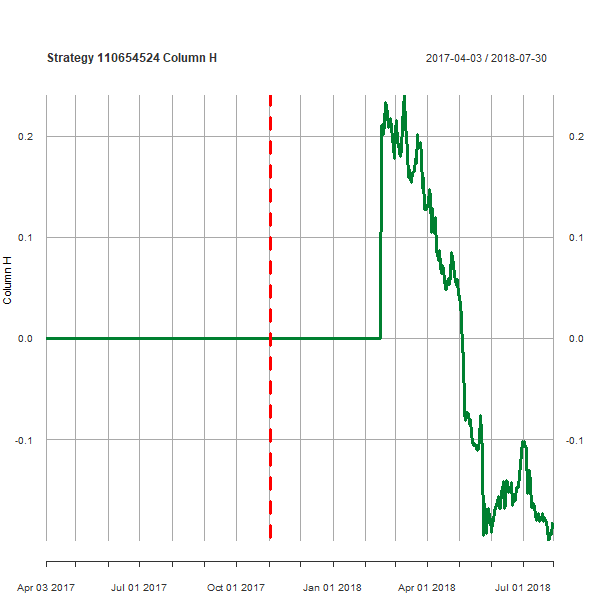 Strategy 110654524 Column H
2017-04-03 / 2018-07-30
0.2
0.2
0.1
0.1
Column H
0.0
0.0
-0.1
-0.1
Apr 03 2017
Jul 01 2017
Oct 01 2017
Jan 01 2018
Apr 01 2018
Jul 01 2018